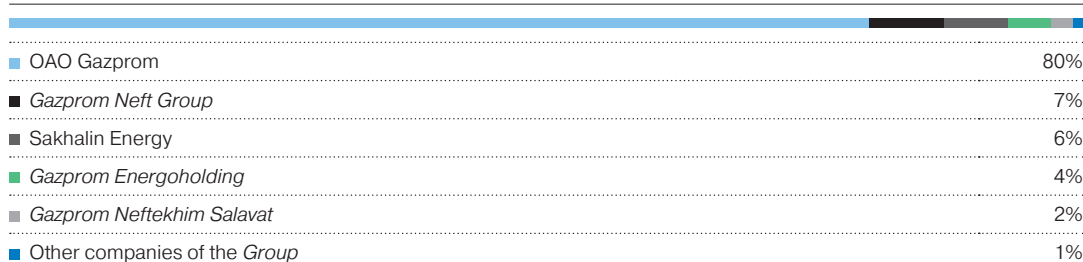 OAO Gazprom 80%
Gazprom Neft Group 7%
Sakhalin Energy 6%
Gazprom Energoholding 4%
Gazprom Neftekhim Salavat 2%
Other companies of the Group 1%